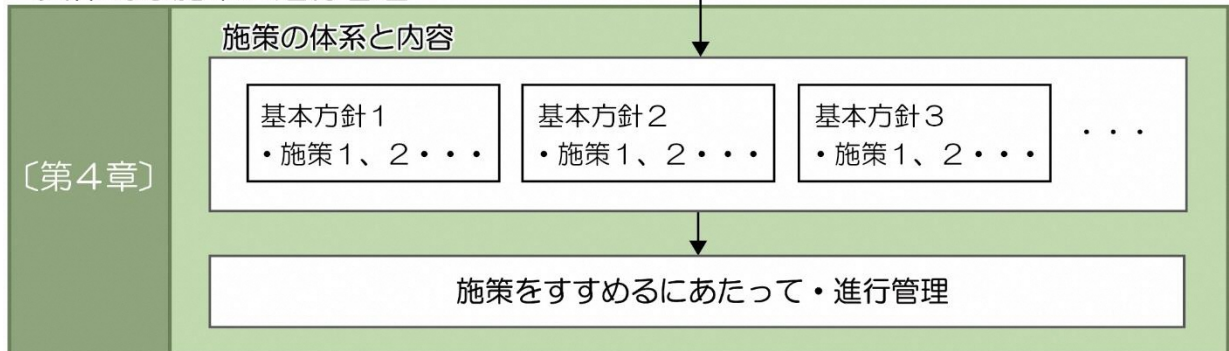 施策の体系と内容
基本方針１
・施策１、２・・・
基本方針２
・施策１、２・・・
基本方針３
・施策１、２・・・
・・・
〔第４章〕
施策をすすめるにあたって・進行管理